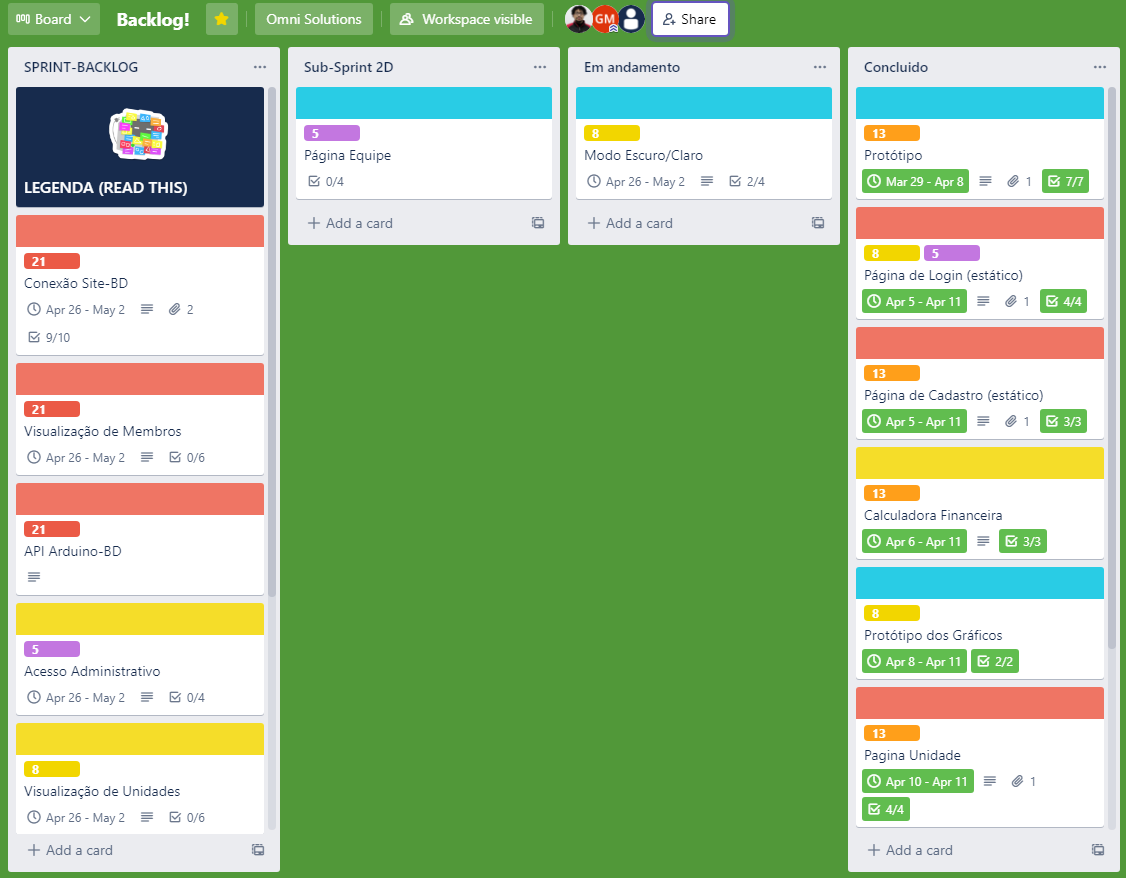 Board
Backlog!
Omni Solutions
Workspace visible
GM
Share
SPRINT-BACKLOG
LEGENDA (READ THIS)
21
Conexão Site-BD
Apr 26 - May 2
2
9/10
21
Visualização de Membros
Apr 26 - May 2
0/6
21
API Arduino-BD
5
Acesso Administrativo
Apr 26 - May 2
0/4
8
Visualização de Unidades
Apr 26 - May 2
0/6
Add a card
Sub-Sprint 2D
5
Página Equipe
0/4
Add a card
Em andamento
8
Modo Escuro/Claro
Apr 26 - May 2
2/4
Add a card
Concluido
13
Protótipo
Mar 29 - Apr 8
1
7/7
8
5
Página de Login (estático)
Apr 5 - Apr 11
1
4/4
13
Página de Cadastro (estático)
Apr 5 - Apr 11
1
3/3
13
Calculadora Financeira
Apr 6 - Apr 11
3/3
8
Protótipo dos Gráficos
Apr 8 - Apr 11
2/2
13
Pagina Unidade
Apr 10 - Apr 11
1
4/4
Add a card